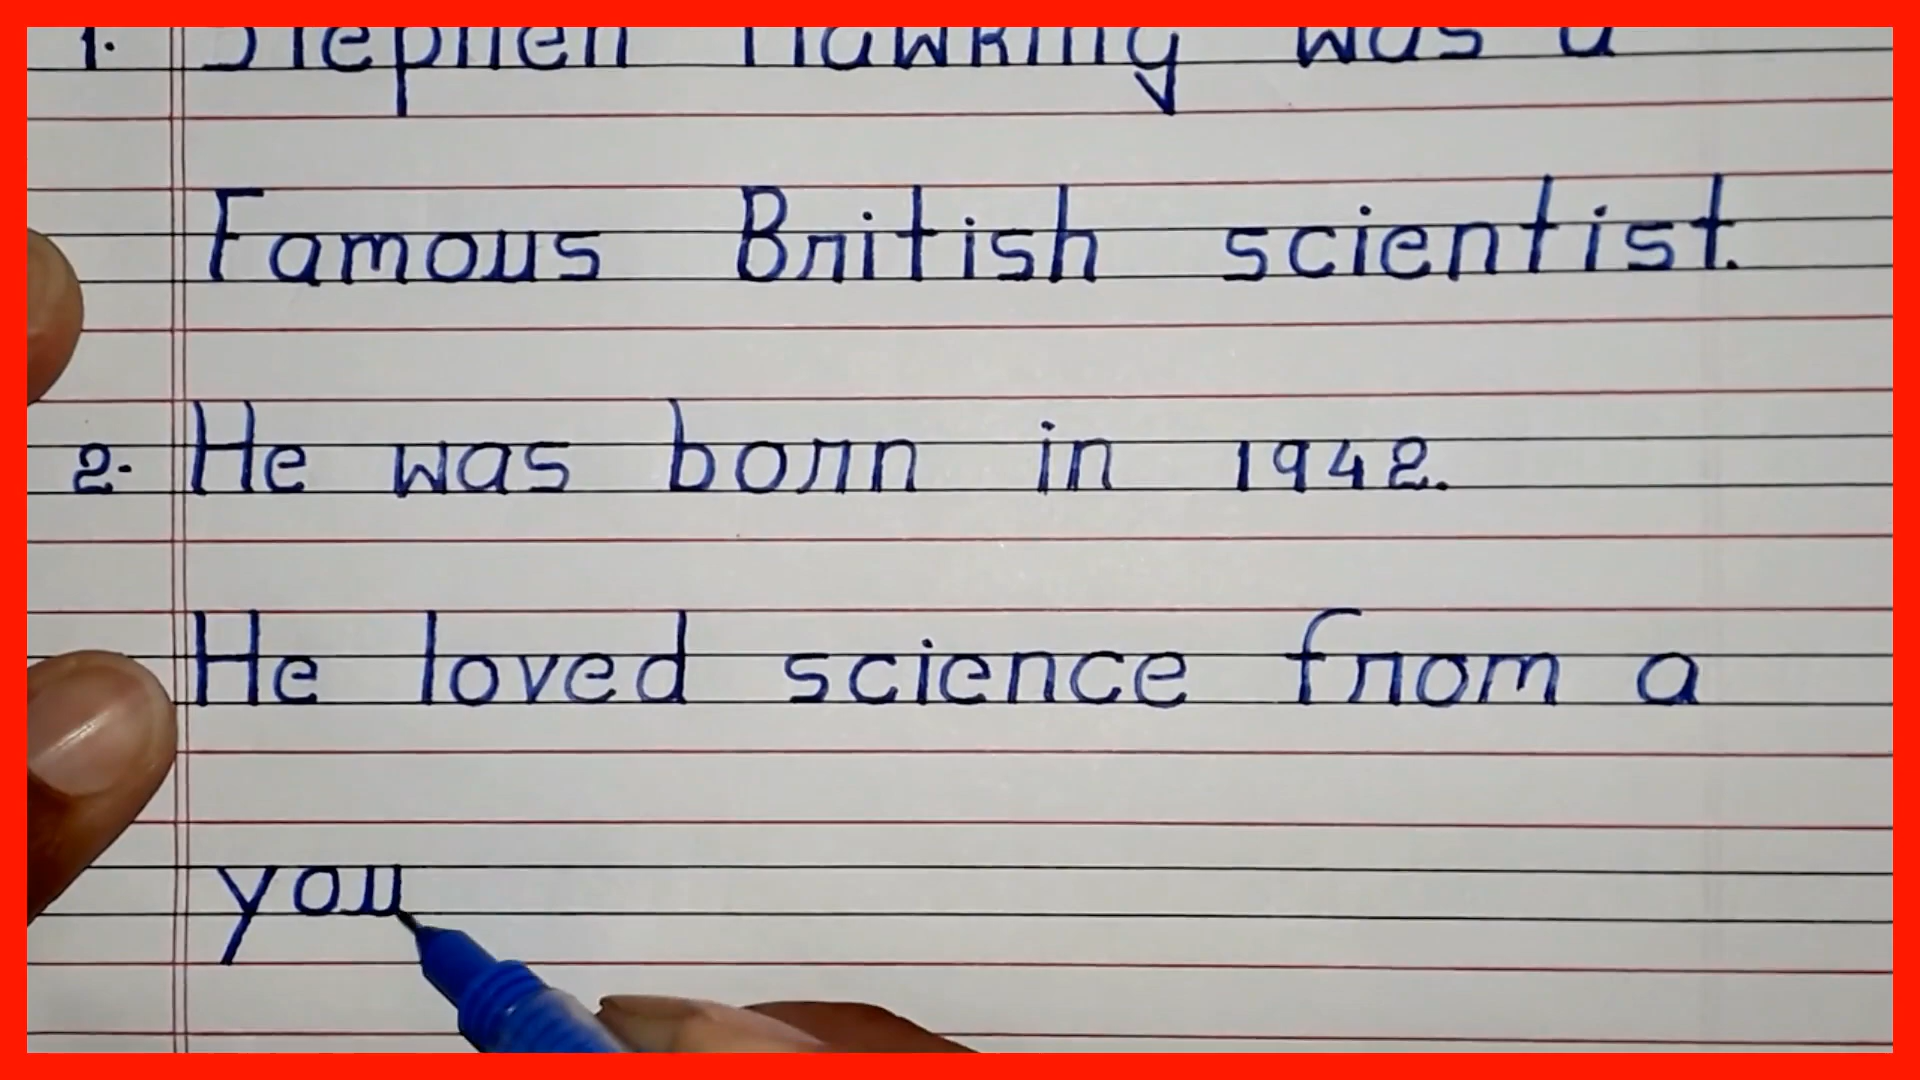 1. Stephen Hawking was a
Famous British scientist.
2. He was born in 1942.
He loved science from a
you